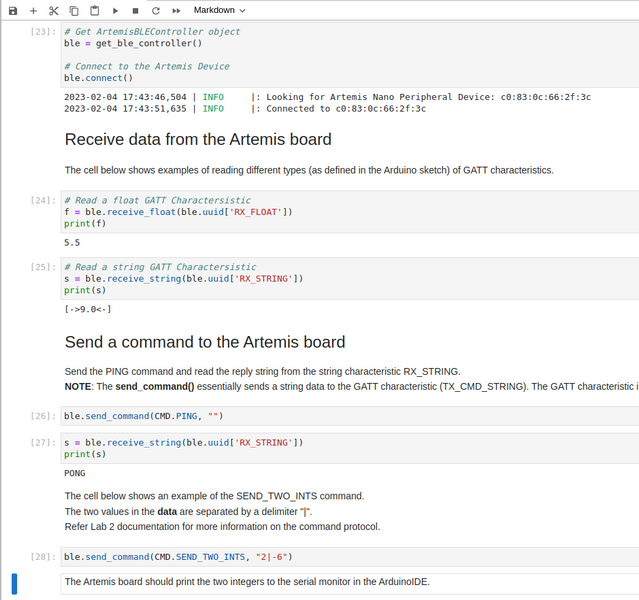 Markdown
[23]:
# Get ArtemisBLEController object
ble = get_ble_controller()
# Connect to the Artemis Device
ble.connect()
2023-02-04 17:43:46,504 | INFO     |: Looking for Artemis Nano Peripheral Device: c0:83:0c:66:2f:3c
2023-02-04 17:43:51,635 | INFO     |: Connected to c0:83:0c:66:2f:3c
Receive data from the Artemis board
The cell below shows examples of reading different types (as defined in the Arduino sketch) of GATT characteristics.
[24]:
# Read a float GATT Charactersistic
f = ble.receive_float(ble.uuid['RX_FLOAT'])
print(f)
5.5
[25]:
# Read a string GATT Charactersistic
s = ble.receive_string(ble.uuid['RX_STRING'])
print(s)
[->9.0<-]
Send a command to the Artemis board
Send the PING command and read the reply string from the string characteristic RX_STRING.
NOTE: The send_command() essentially sends a string data to the GATT characteristic (TX_CMD_STRING). The GATT characteristic i
[26]:
ble.send_command(CMD.PING, "")
[27]:
s = ble.receive_string(ble.uuid['RX_STRING'])
print(s)
PONG
The cell below shows an example of the SEND_TWO_INTS command.
The two values in the data are separated by a delimiter "|".
Refer Lab 2 documentation for more information on the command protocol.
[28]:
ble.send_command(CMD.SEND_TWO_INTS, "2|-6")
The Artemis board should print the two integers to the serial monitor in the ArduinoIDE.